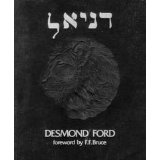 דניאל
DESMOND FORD
foreword by F.F. Bruce